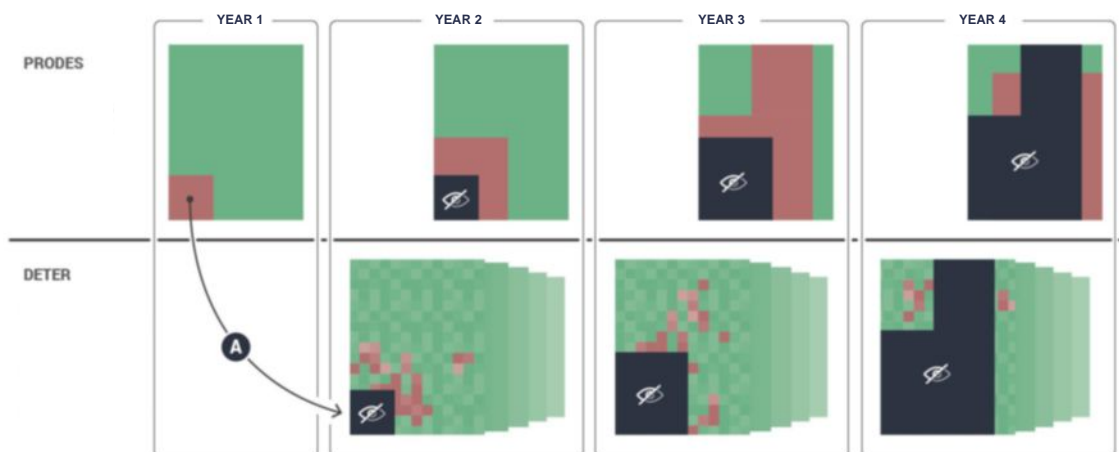 YEAR 1
YEAR 2
YEAR 3
YEAR 4
PRODES
DETER
A